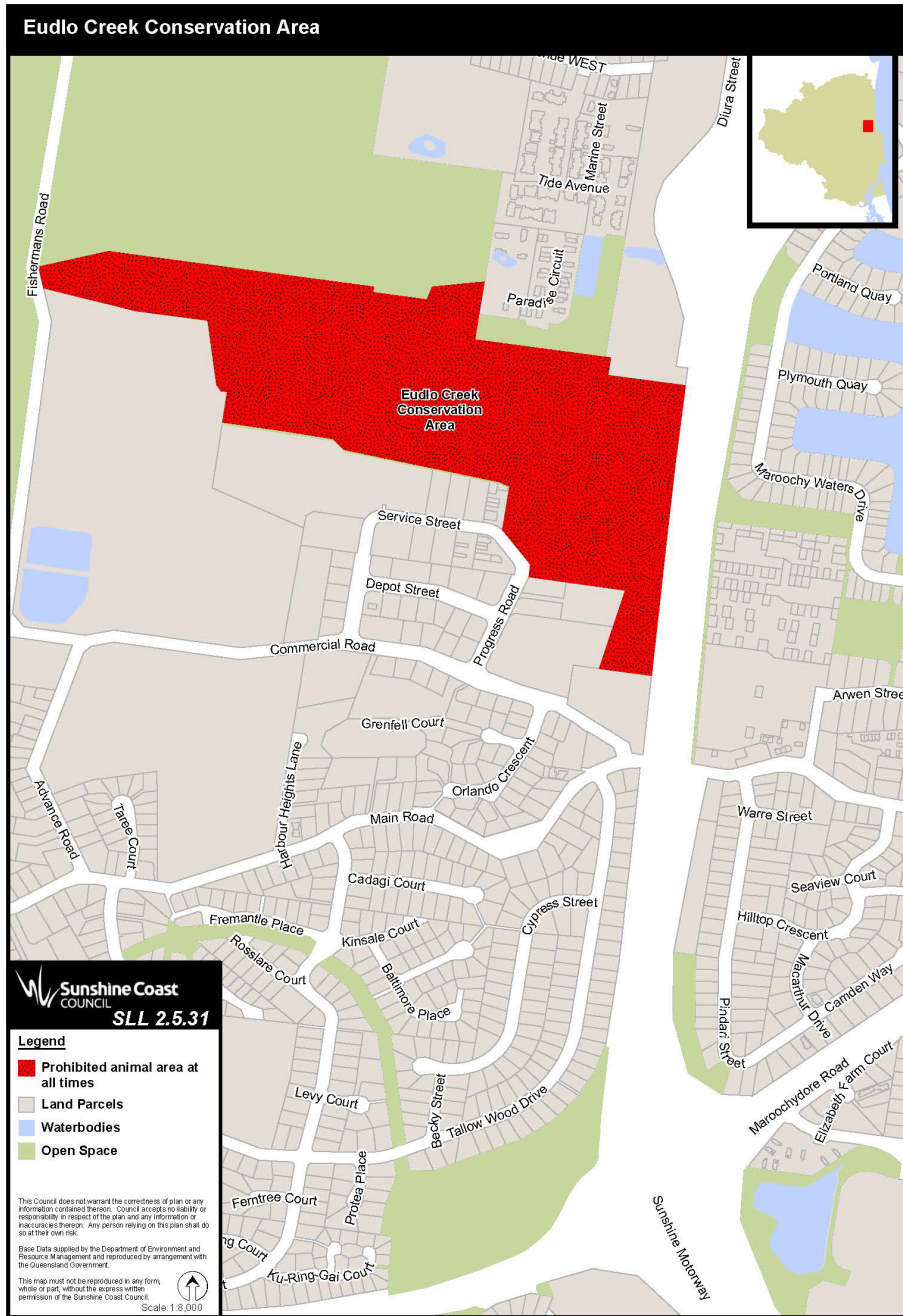 Eudlo Creek Conservation Area
WEST
Diura Street
Marine Street
Tide Avenue
Fishermans Road
Paradise Circuit
Portland Quay
Eudlo Creek
Conservation
Area
Plymouth Quay
Maroochy Waters Drive
Service Street
Depot Street
Progress Road
Commercial Road
Arwen Stree
Grenfell Court
Orlando Crescent
Harbour Heights Lane
Advance Road
Taree Court
Main Road
Warre Street
Cadagi Court
Seaview Court
Cypress Street
Fremantle Place
Kinsale Court
Hilltop Crescent
Rosslare Court
Baltimore Place
Macarthur Drive
Camden Way
Pindari Street
Sunshine Coast
COUNCIL
SLL 2.5.31
Legend
Prohibited animal area at
all times
Land Parcels
Waterbodies
Open Space
Levy Court
Becky Street
Tallow Wood Drive
Maroochydore Road
Elizabeth Farm Court
Ferntree Court
Protea Place
Sunshine Motorway
ng Court
Ku-Ring-Gai Court
This Council does not warrant the correctness of plan or any
information contained thereon. Council accepts no liability or
responsibility in respect of the plan and any information or
inaccuracies thereon. Any person relying on this plan shall do
so at their own risk.
Base Data supplied by the Department of Environment and
Resource Management and reproduced by arrangement with
the Queensland Government.
This map must not be reproduced in any form,
whole or part, without the express written
permission of the Sunshine Coast Council.
Scale: 1:8,000